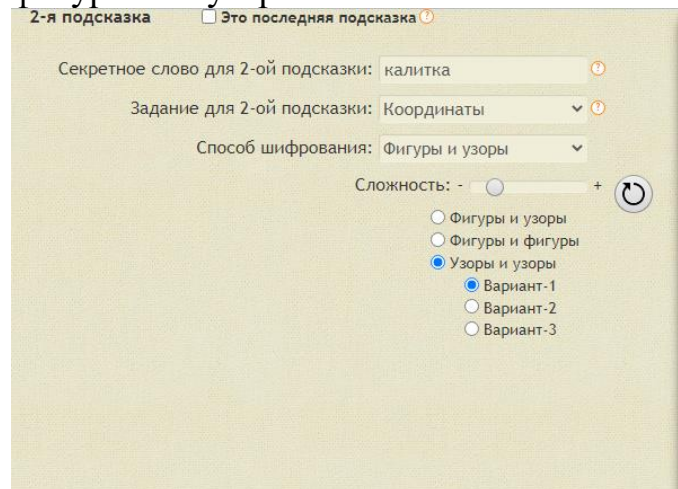 2-я подсказка Это последняя подсказка ?
Секретное слово для 2-ой подсказки: калитка ?
Задание для 2-ой подсказки: Координаты ?
Способ шифрования: Фигуры и узоры
Сложность: - +
Фигуры и узоры
Фигуры и фигуры
Узоры и узоры
Вариант-1
Вариант-2
Вариант-3